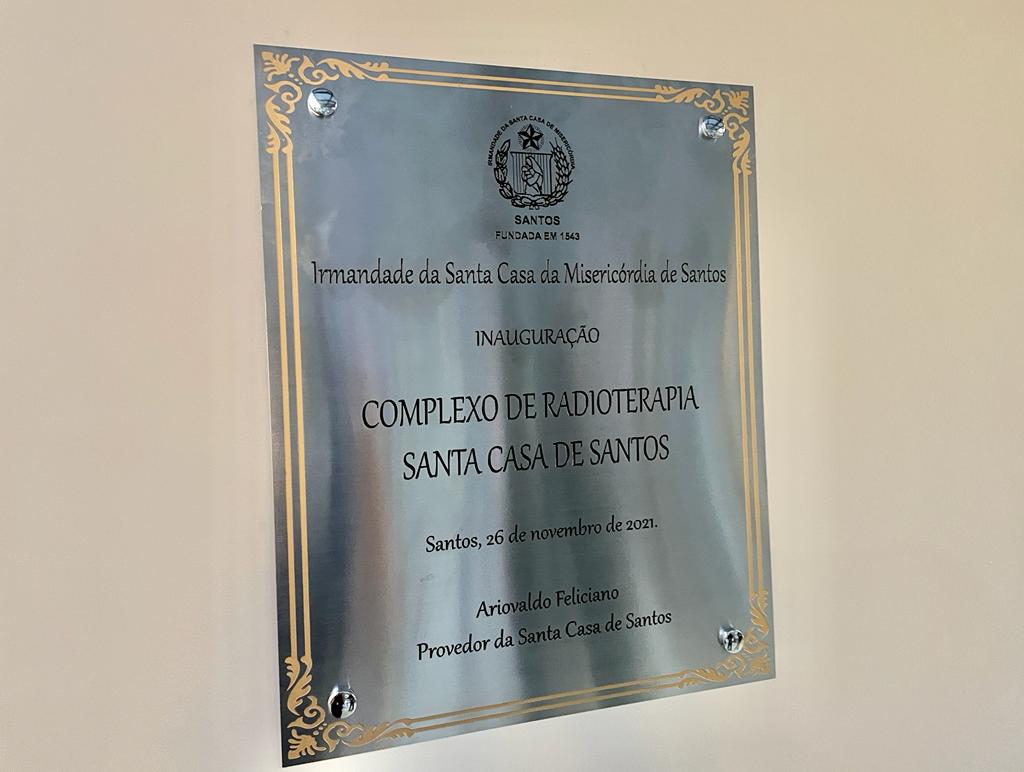 IRMANDADE DA SANTA CASA DE MISERICÓRDIA
SANTOS
FUNDADA EM 1543
Irmandade da Santa Casa da Misericórdia de Santos
INAUGURAÇÃO
COMPLEXO DE RADIOTERAPIA
SANTA CASA DE SANTOS
Santos, 26 de novembro de 2021.
Ariovaldo Feliciano
Provedor da Santa Casa de Santos